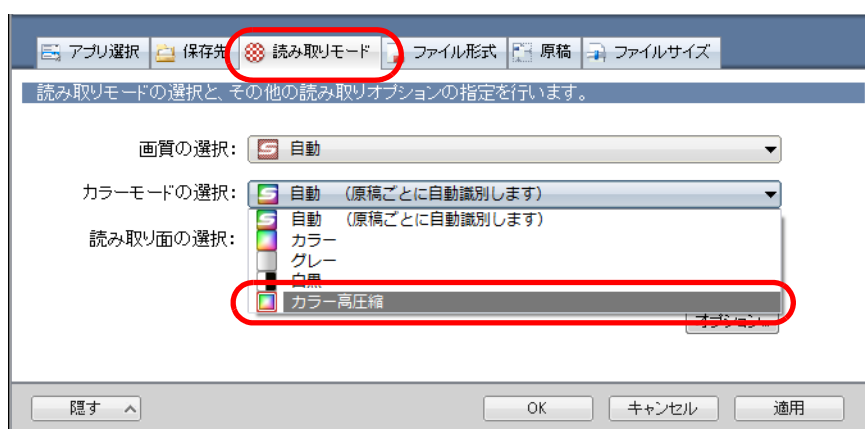 アプリ選択 保存先 読み取りモード ファイル形式 原稿 ファイルサイズ
読み取りモードの選択と、その他の読み取りオプションの指定を行います。
画質の選択: 自動
カラーモードの選択: 自動 （原稿ごとに自動識別します）
自動 （原稿ごとに自動識別します）
読み取り面の選択: カラー
グレー
白黒
カラー高圧縮
オプション...
隠す OK キャンセル 適用